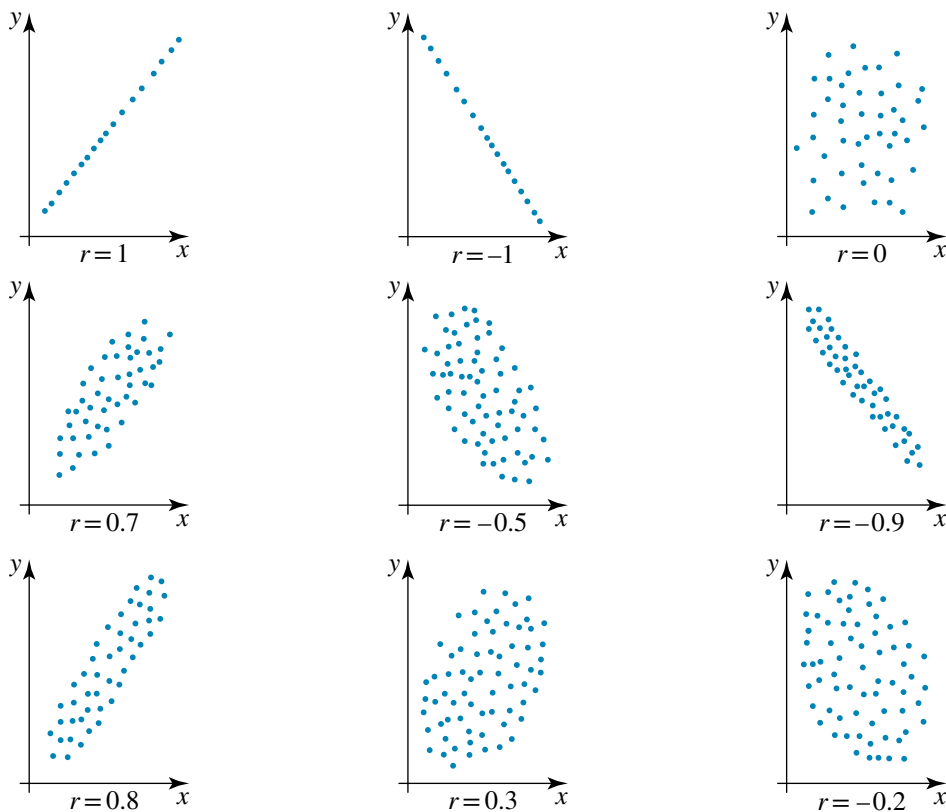 y y y
x x x
r = 1 r = –1 r = 0
y y y
x x x
r = 0.7 r = –0.5 r = –0.9
y y y
x x x
r = 0.8 r = 0.3 r = –0.2